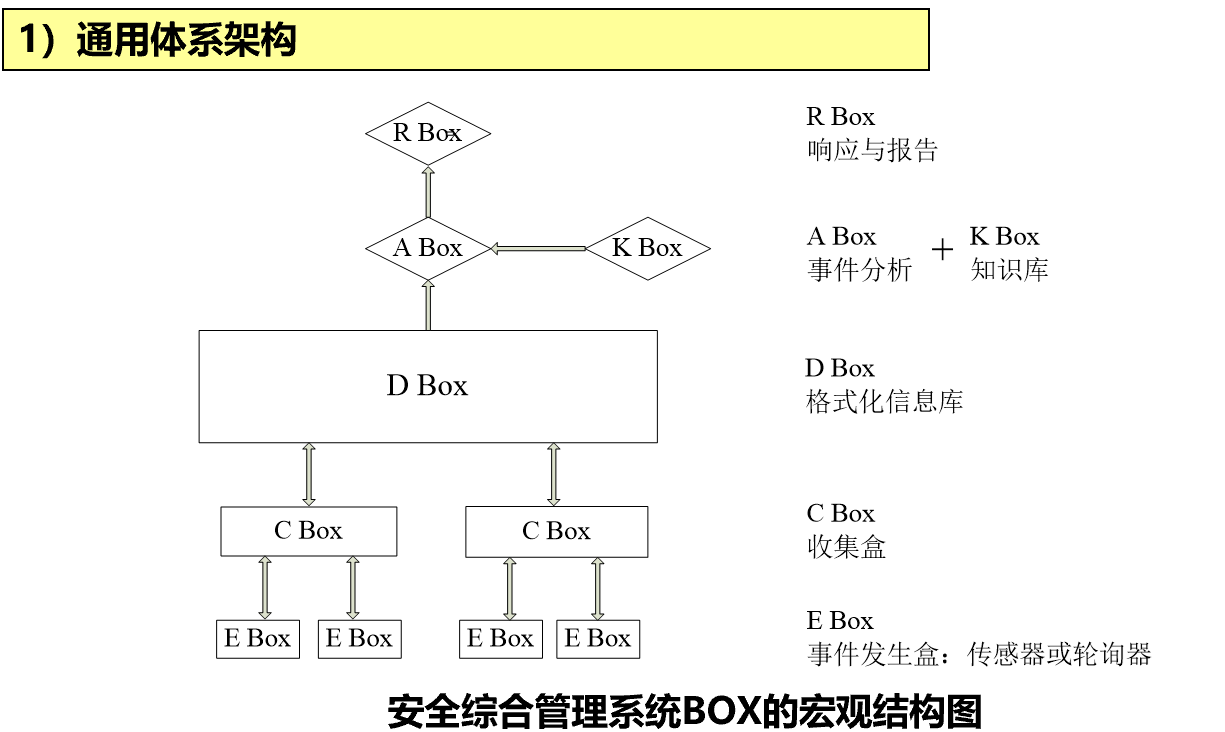 1）通用体系架构
R Box
R Box
响应与报告
A Box
K Box
A Box + K Box
事件分析 知识库
D Box
D Box
格式化信息库
C Box
C Box
C Box
收集盒
E Box
E Box
E Box
E Box
E Box
事件发生盒：传感器或轮询器
安全综合管理系统BOX的宏观结构图